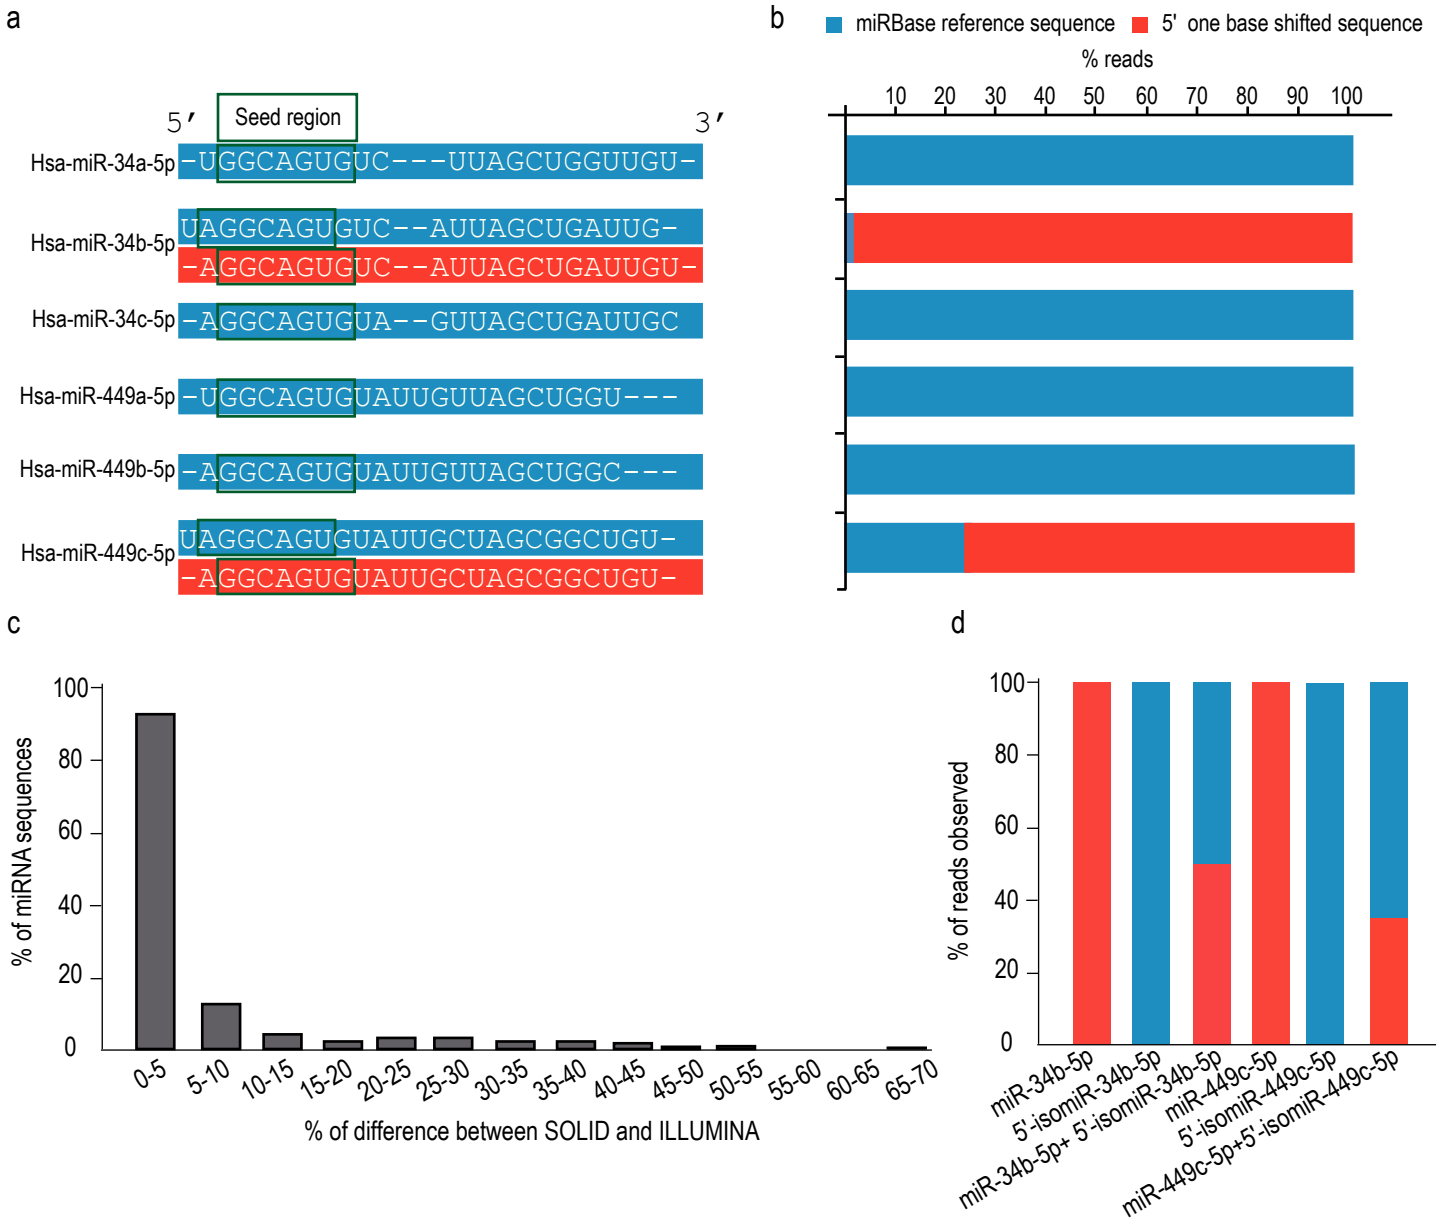 a
5′ Seed region 3′
Hsa-miR-34a-5p -UGGCAGUGUC---UUAGCUGGUUGU-
Hsa-miR-34b-5p
UAGGCAGUGUC--AUUAGCUGAUUG-
-AGGCAGUGUC--AUUAGCUGAUUGU-
Hsa-miR-34c-5p -AGGCAGUGUA--GUUAGCUGAUUGC
Hsa-miR-449a-5p -UGGCAGUGUAUUGUUAGCUGGU---
Hsa-miR-449b-5p -AGGCAGUGUAUUGUUAGCUGGC---
Hsa-miR-449c-5p
UAGGCAGUGUAUUGCUAGCGGCUGU-
-AGGCAGUGUAUUGCUAGCGGCUGU-
b
miRBase reference sequence 5' one base shifted sequence
% reads
10 20 30 40 50 60 70 80 90 100
c
% of miRNA sequences
100
80
60
40
20
0
0-5 5-10 10-15 15-20 20-25 25-30 30-35 35-40 40-45 45-50 50-55 55-60 60-65 65-70
% of difference between SOLID and ILLUMINA
d
% of reads observed
100
80
60
40
20
0
miR-34b-5p
5'-isomiR-34b-5p
miR-34b-5p+ 5'-isomiR-34b-5p
miR-449c-5p
5'-isomiR-449c-5p
miR-449c-5p+5'-isomiR-449c-5p